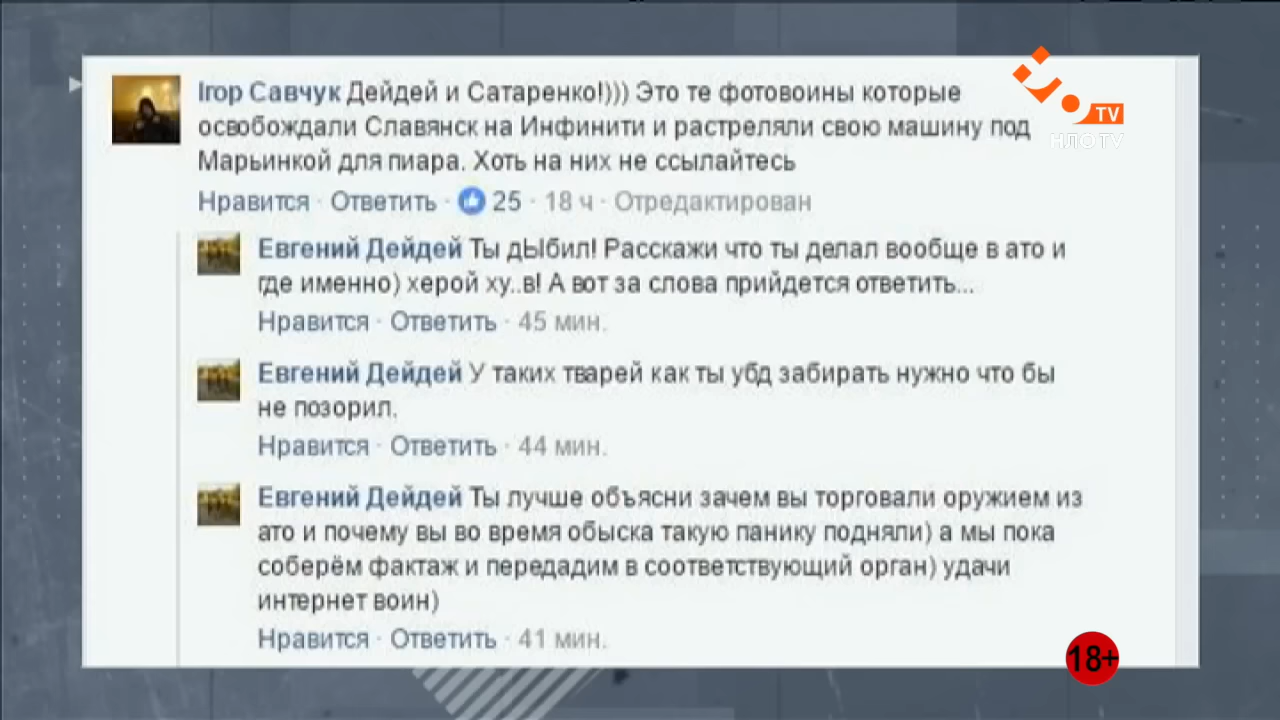 Ігор Савчук Дейдей и Сатаренко!))) Это те фотовоины которые
освобождали Славянск на Инфинити и растреляли свою машину под
Марьинкой для пиара. Хоть на них не ссылайтесь
Нравится · Ответить · 25 · 18 ч · Отредактирован
Евгений Дейдей Ты дЫбил! Расскажи что ты делал вообще в ато и
где именно) херой ху..в! А вот за слова прийдется ответить...
Нравится · Ответить · 45 мин.
Евгений Дейдей У таких тварей как ты убд забирать нужно что бы
не позорил.
Нравится · Ответить · 44 мин.
Евгений Дейдей Ты лучше объясни зачем вы торговали оружием из
ато и почему вы во время обыска такую панику подняли) а мы пока
соберём фактаж и передадим в соответствующий орган) удачи
интернет воин)
Нравится · Ответить · 41 мин.
TV
НЛО TV
18+